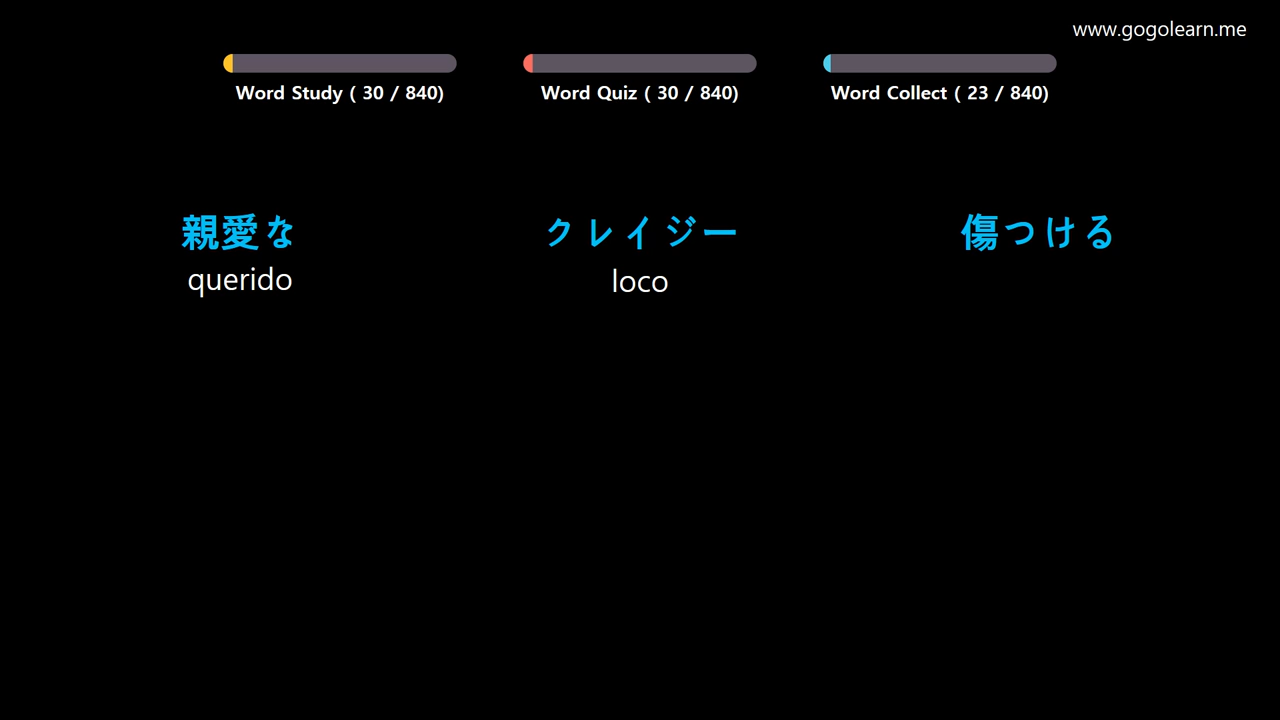 www.gogolearn.me
Word Study ( 30 / 840)
Word Quiz ( 30 / 840)
Word Collect ( 23 / 840)
親愛な
querido
クレイジー
loco
傷つける